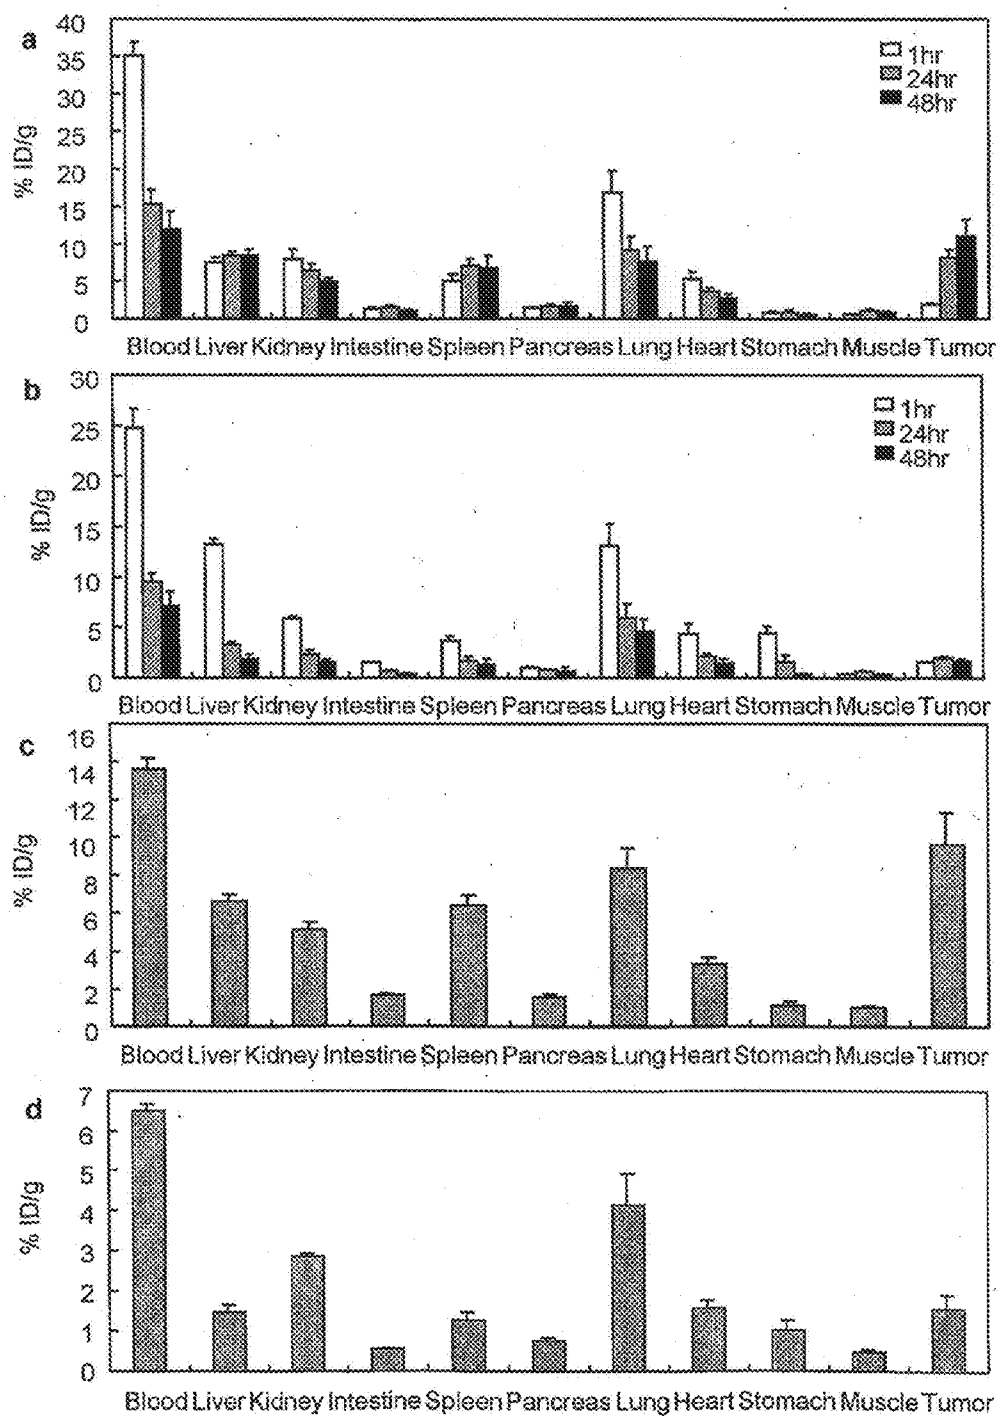 a
% ID/g
40
35
30
25
20
15
10
5
0
1hr
24hr
48hr
Blood Liver Kidney Intestine Spleen Pancreas Lung Heart Stomach Muscle Tumor
b
% ID/g
30
25
20
15
10
5
0
1hr
24hr
48hr
Blood Liver Kidney Intestine Spleen Pancreas Lung Heart Stomach Muscle Tumor
c
% ID/g
16
14
12
10
8
6
4
2
0
Blood Liver Kidney Intestine Spleen Pancreas Lung Heart Stomach Muscle Tumor
d
% ID/g
7
6
5
4
3
2
1
0
Blood Liver Kidney Intestine Spleen Pancreas Lung Heart Stomach Muscle Tumor